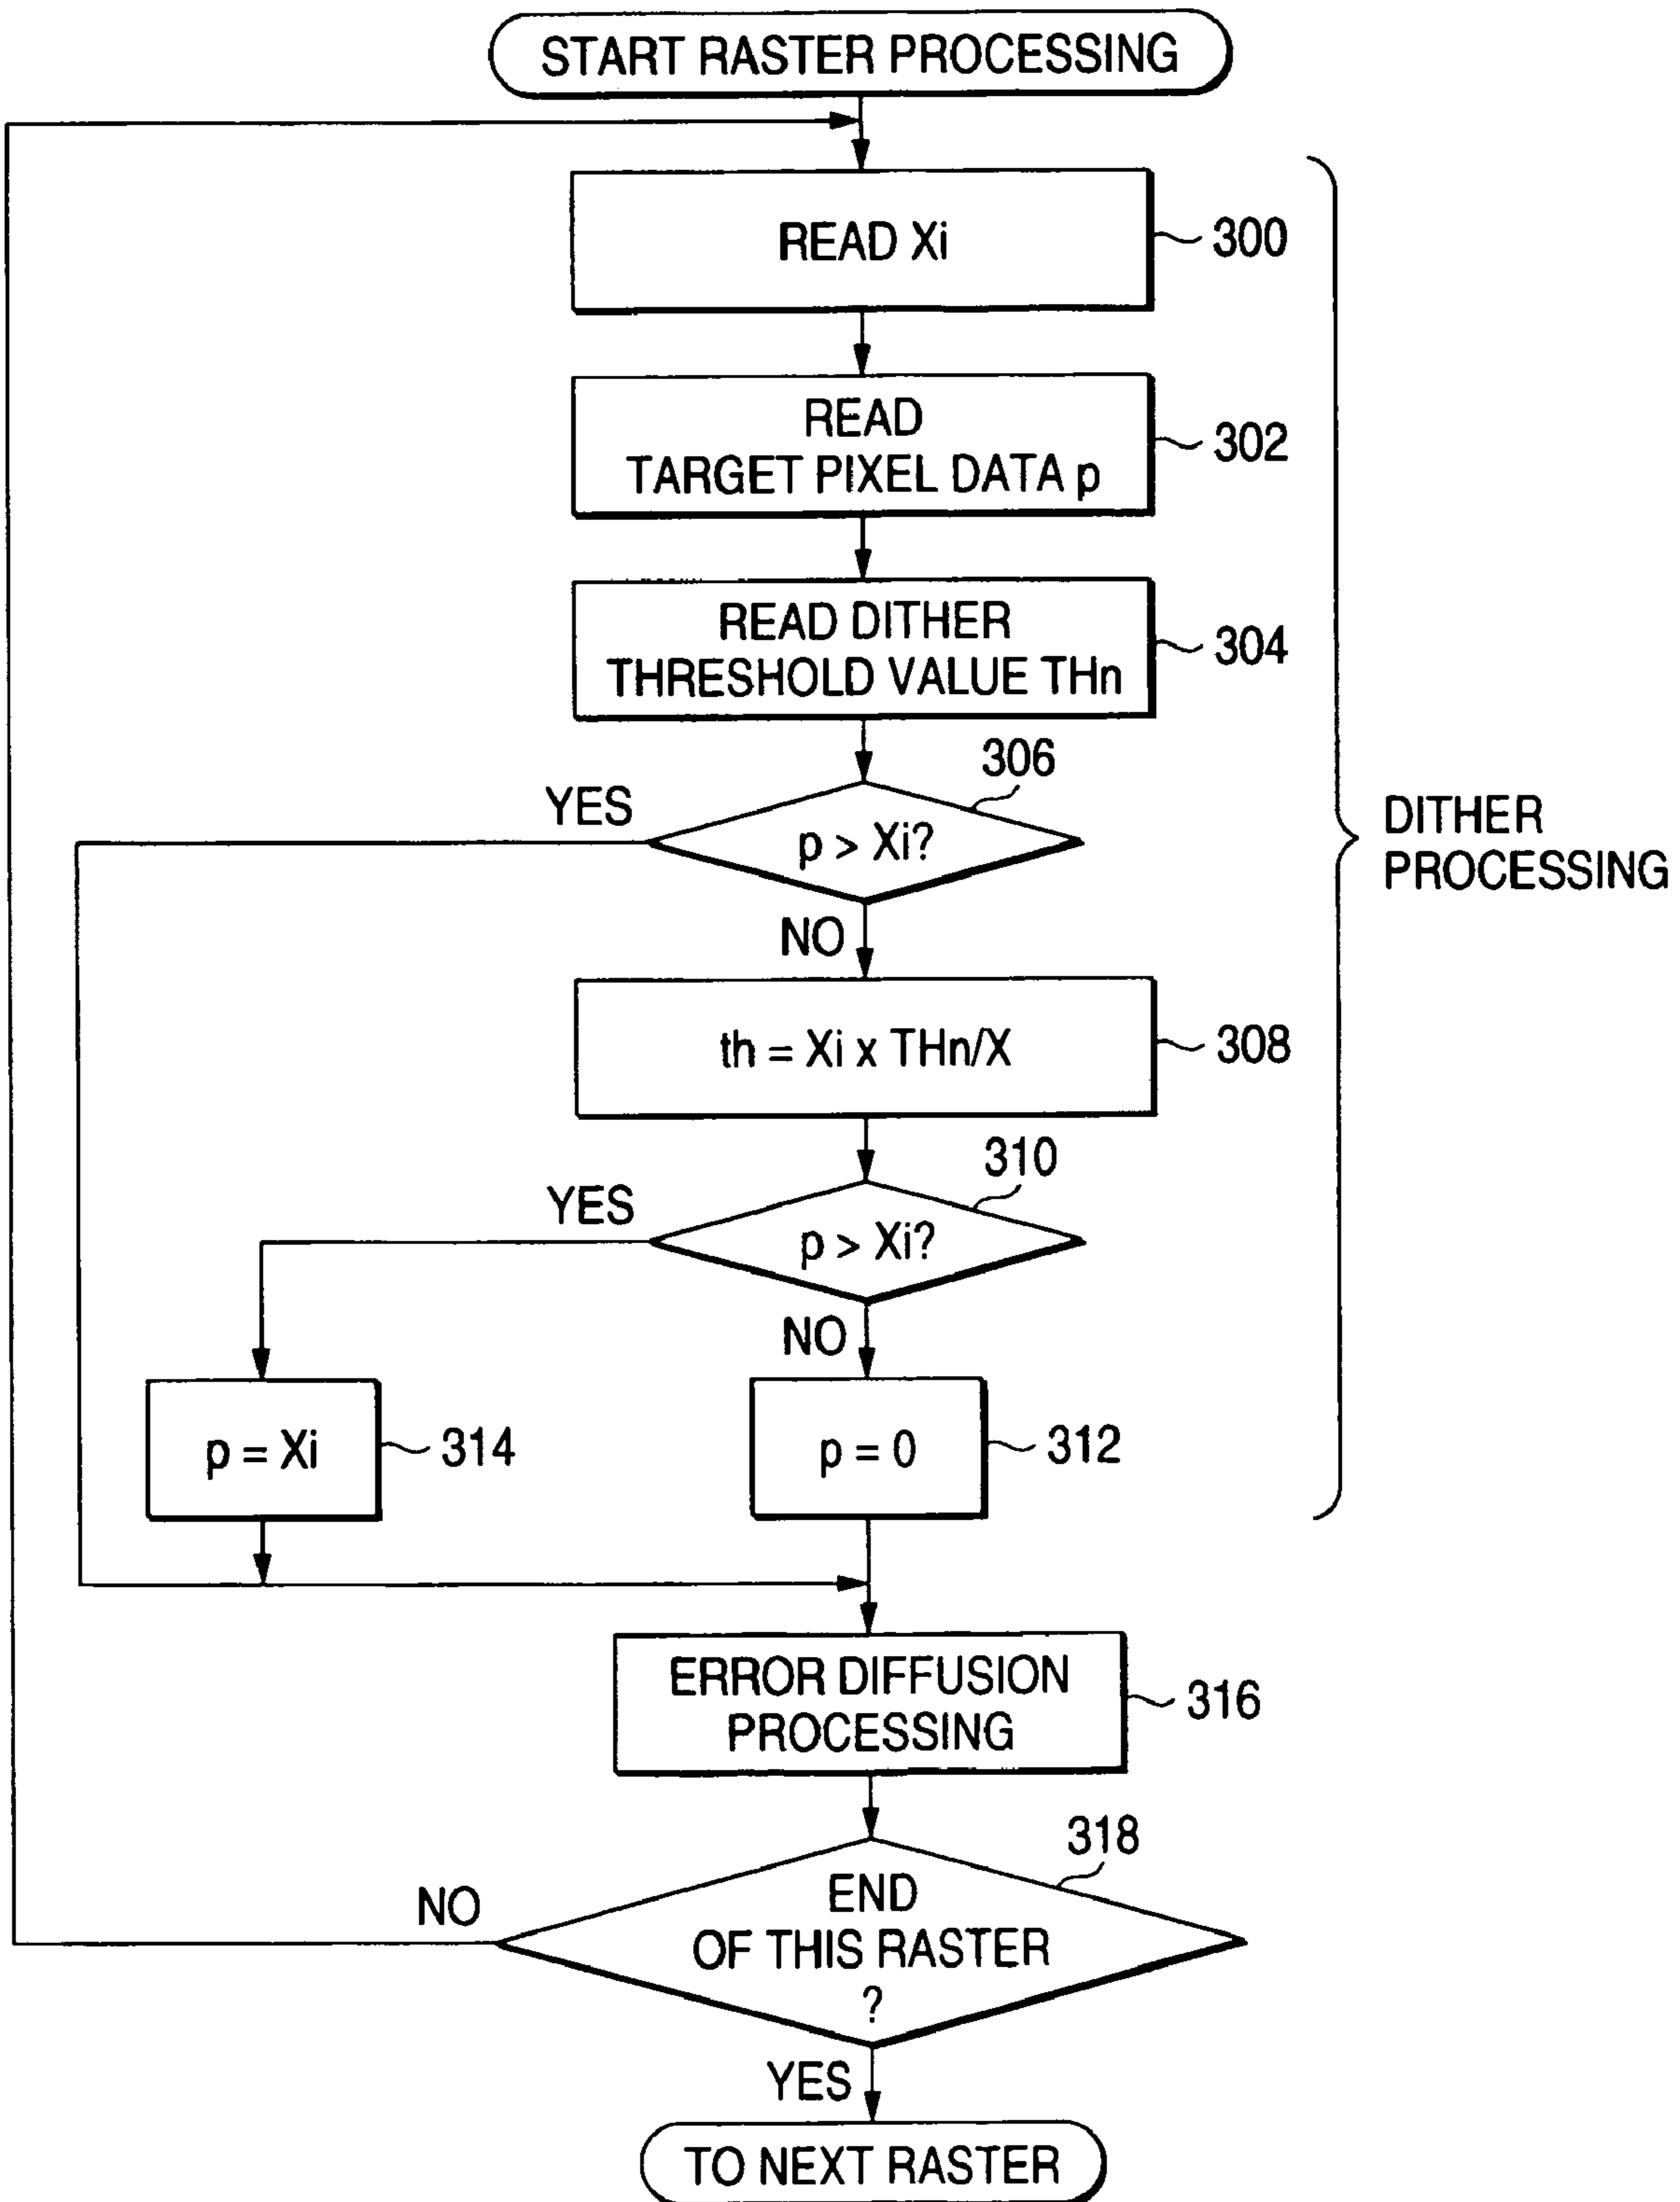 START RASTER PROCESSING
READ Xi
300
READ
TARGET PIXEL DATA p
302
READ DITHER
THRESHOLD VALUE THn
304
306
YES
p > Xi?
DITHER
PROCESSING
NO
th = Xi x THn/X
308
310
YES
p > Xi?
NO
p = Xi
314
p = 0
312
ERROR DIFFUSION
PROCESSING
316
318
NO
END
OF THIS RASTER
?
YES
TO NEXT RASTER